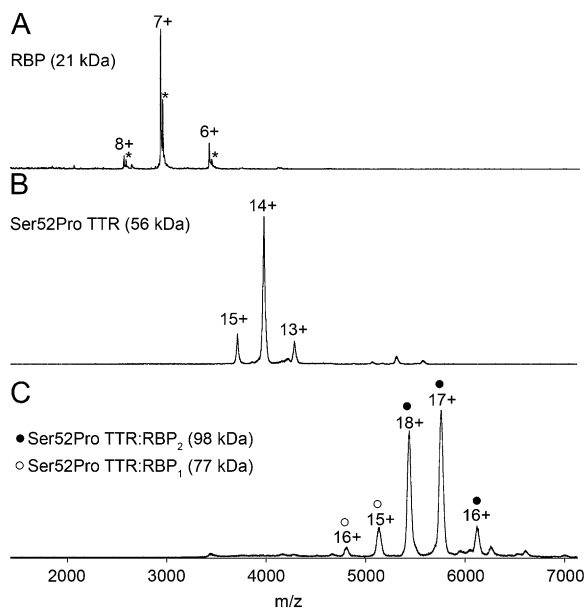 A
RBP (21 kDa)
7+
*
8+
*
6+
*
B
Ser52Pro TTR (56 kDa)
14+
15+
13+
C
● Ser52Pro TTR:RBP₂ (98 kDa)
○ Ser52Pro TTR:RBP₁ (77 kDa)
17+
18+
16+
15+
16+
2000 3000 4000 5000 6000 7000
m/z